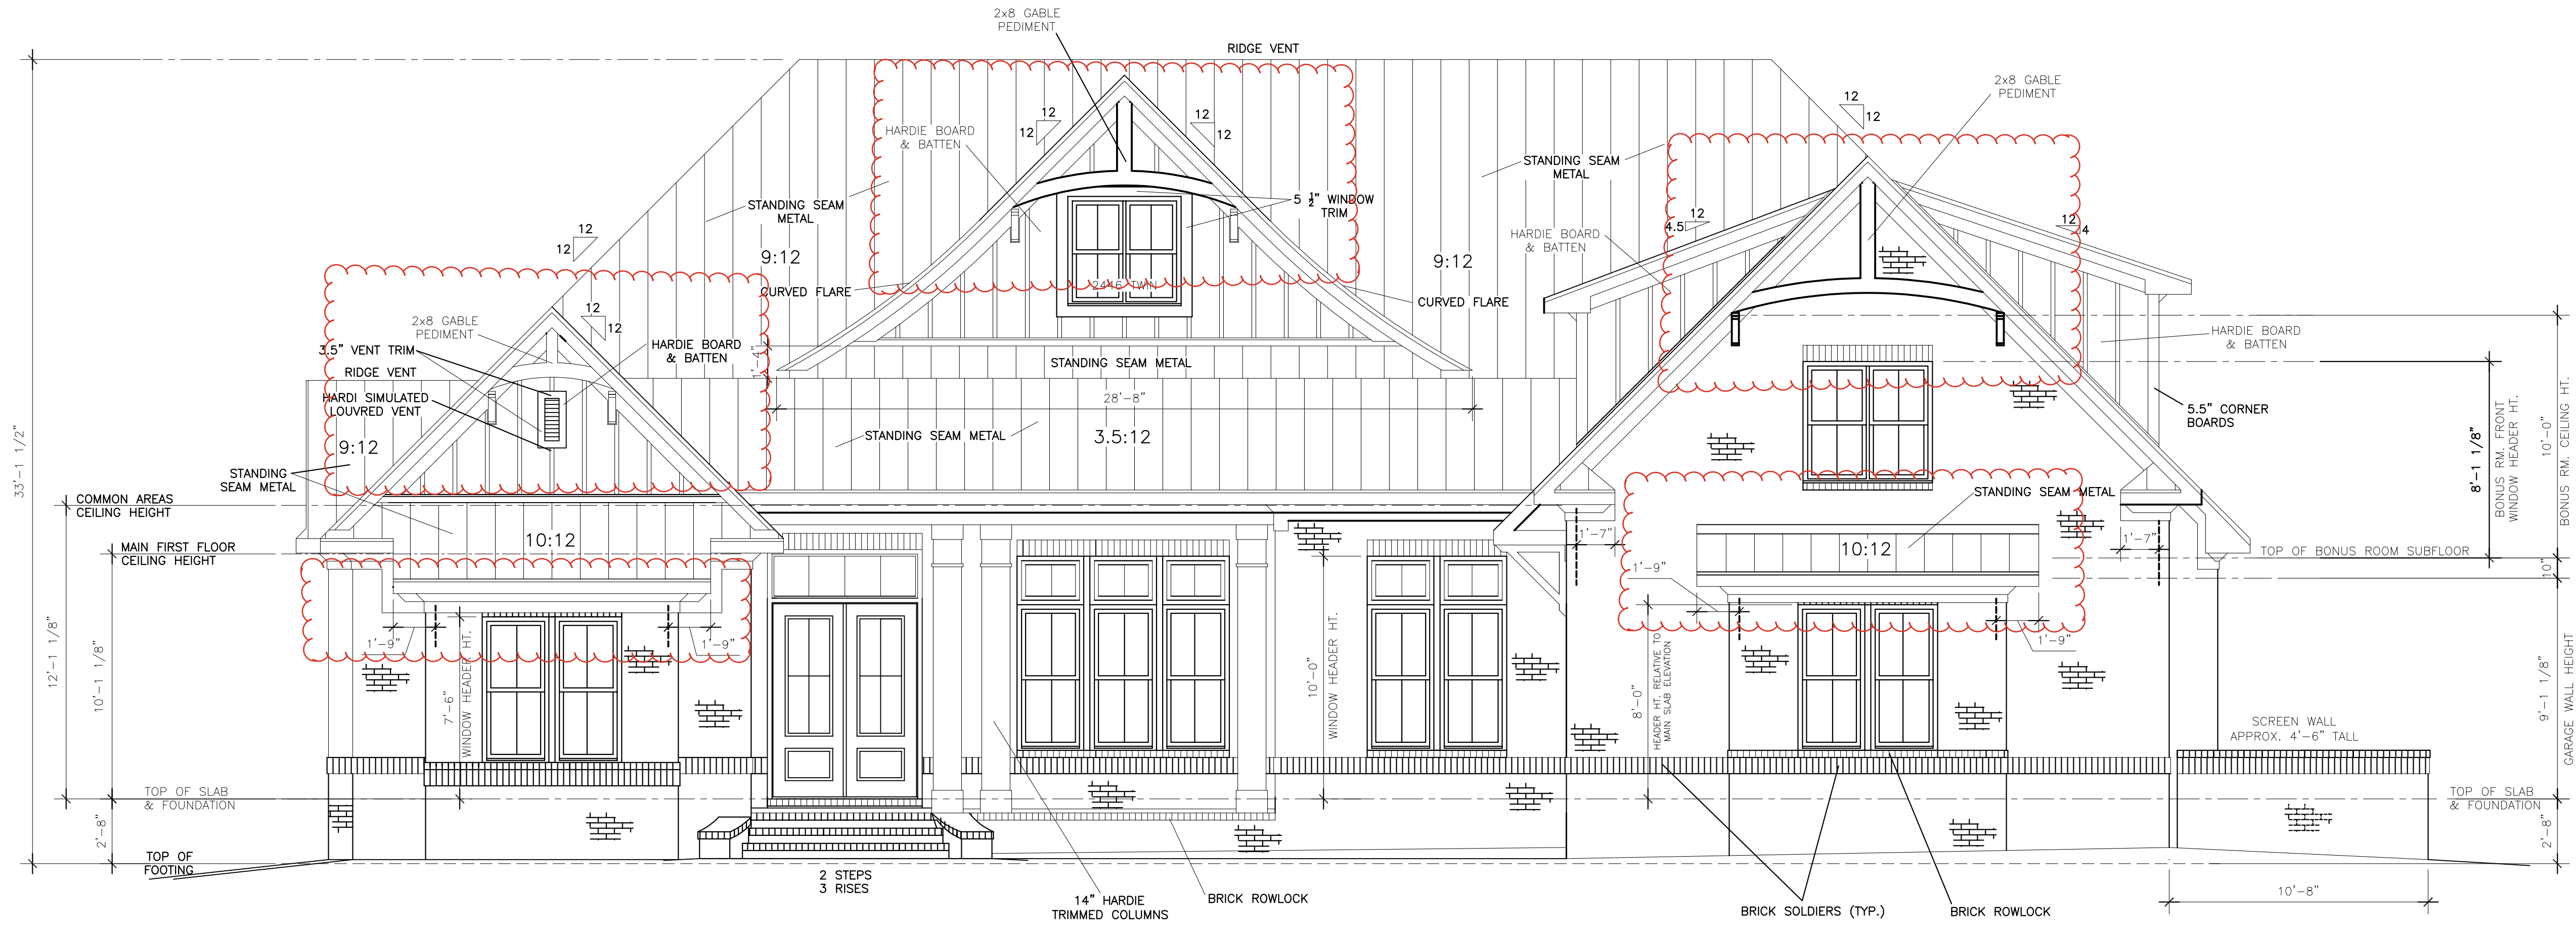 2x8 GABLE
PEDIMENT
RIDGE VENT
2x8 GABLE
PEDIMENT
12
12
12
12
12
12
HARDIE BOARD
& BATTEN
STANDING SEAM
METAL
STANDING SEAM
METAL
5 ½" WINDOW
TRIM
12
4.5
12
4
12
12
HARDIE BOARD
& BATTEN
9:12
9:12
2446 TWIN
CURVED FLARE
CURVED FLARE
2x8 GABLE
PEDIMENT
12
12
3.5" VENT TRIM
HARDIE BOARD
& BATTEN
HARDIE BOARD
& BATTEN
1'-4"
STANDING SEAM METAL
RIDGE VENT
HARDI SIMULATED
LOUVRED VENT
28'-8"
5.5" CORNER
BOARDS
9:12
STANDING SEAM METAL
3.5:12
STANDING
SEAM METAL
33'-1 1/2"
8'-1 1/8"
BONUS RM. FRONT
WINDOW HEADER HT.
10'-0"
BONUS RM. CEILING HT.
COMMON AREAS
CEILING HEIGHT
STANDING SEAM METAL
MAIN FIRST FLOOR
CEILING HEIGHT
10:12
1'-7"
10:12
1'-7"
TOP OF BONUS ROOM SUBFLOOR
10"
1'-9"
1'-9"
1'-9"
1'-9"
12'-1 1/8"
10'-1 1/8"
7'-6"
WINDOW HEADER HT.
10'-0"
WINDOW HEADER HT.
8'-0"
HEADER HT. RELATIVE TO
MAIN SLAB ELEVATION
9'-1 1/8"
GARAGE WALL HEIGHT
SCREEN WALL
APPROX. 4'-6" TALL
TOP OF SLAB
& FOUNDATION
TOP OF SLAB
& FOUNDATION
2'-8"
2'-8"
TOP OF
FOOTING
2 STEPS
3 RISES
14" HARDIE
TRIMMED COLUMNS
BRICK ROWLOCK
BRICK SOLDIERS (TYP.)
BRICK ROWLOCK
10'-8"